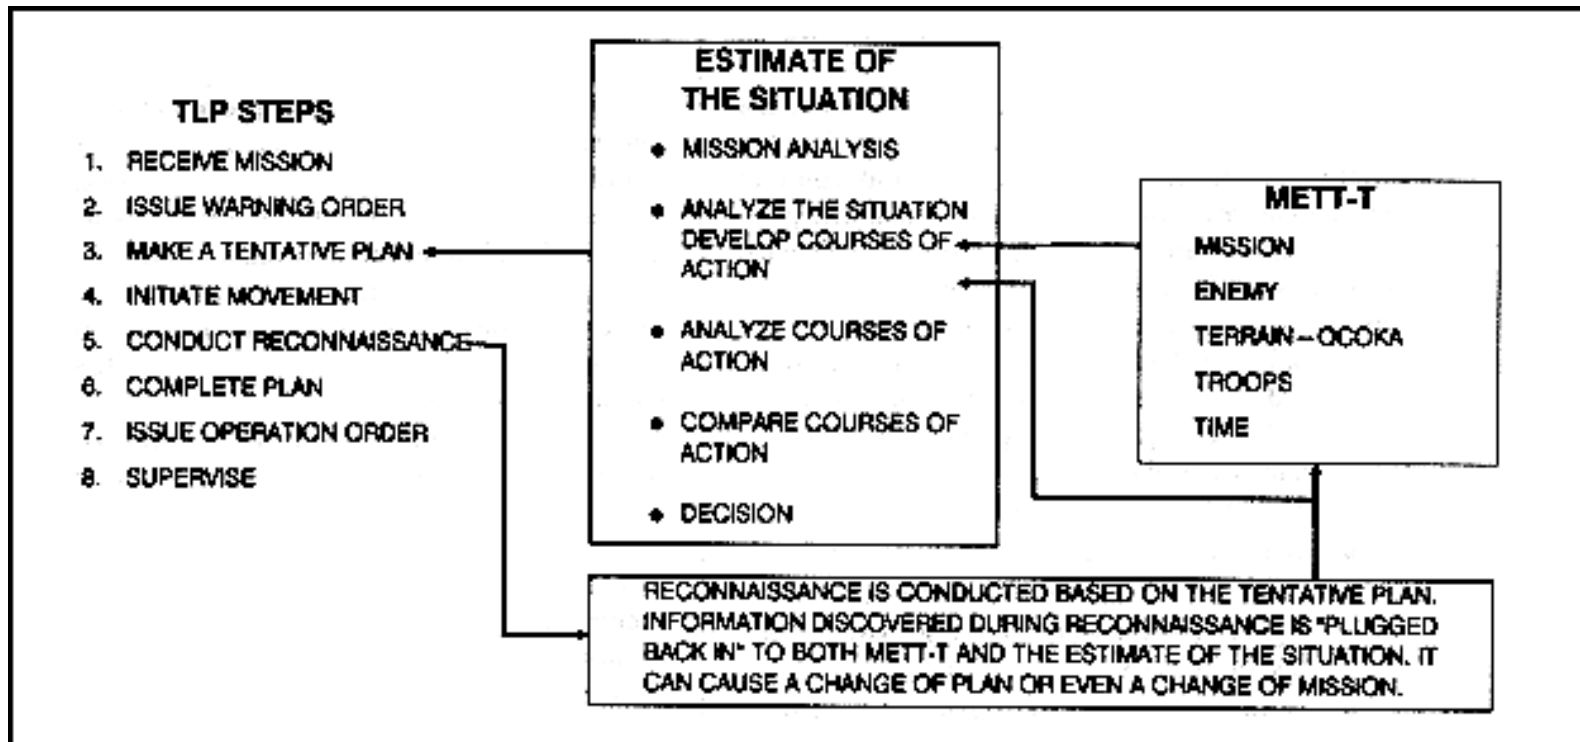 TLP STEPS
1. RECEIVE MISSION
2. ISSUE WARNING ORDER
3. MAKE A TENTATIVE PLAN
4. INITIATE MOVEMENT
5. CONDUCT RECONNAISSANCE
6. COMPLETE PLAN
7. ISSUE OPERATION ORDER
8. SUPERVISE
ESTIMATE OF
THE SITUATION
• MISSION ANALYSIS
• ANALYZE THE SITUATION
DEVELOP COURSES OF
ACTION
• ANALYZE COURSES OF
ACTION
• COMPARE COURSES OF
ACTION
• DECISION
METT-T
MISSION
ENEMY
TERRAIN – OCOKA
TROOPS
TIME
RECONNAISSANCE IS CONDUCTED BASED ON THE TENTATIVE PLAN.
INFORMATION DISCOVERED DURING RECONNAISSANCE IS "PLUGGED
BACK IN" TO BOTH METT-T AND THE ESTIMATE OF THE SITUATION. IT
CAN CAUSE A CHANGE OF PLAN OR EVEN A CHANGE OF MISSION.